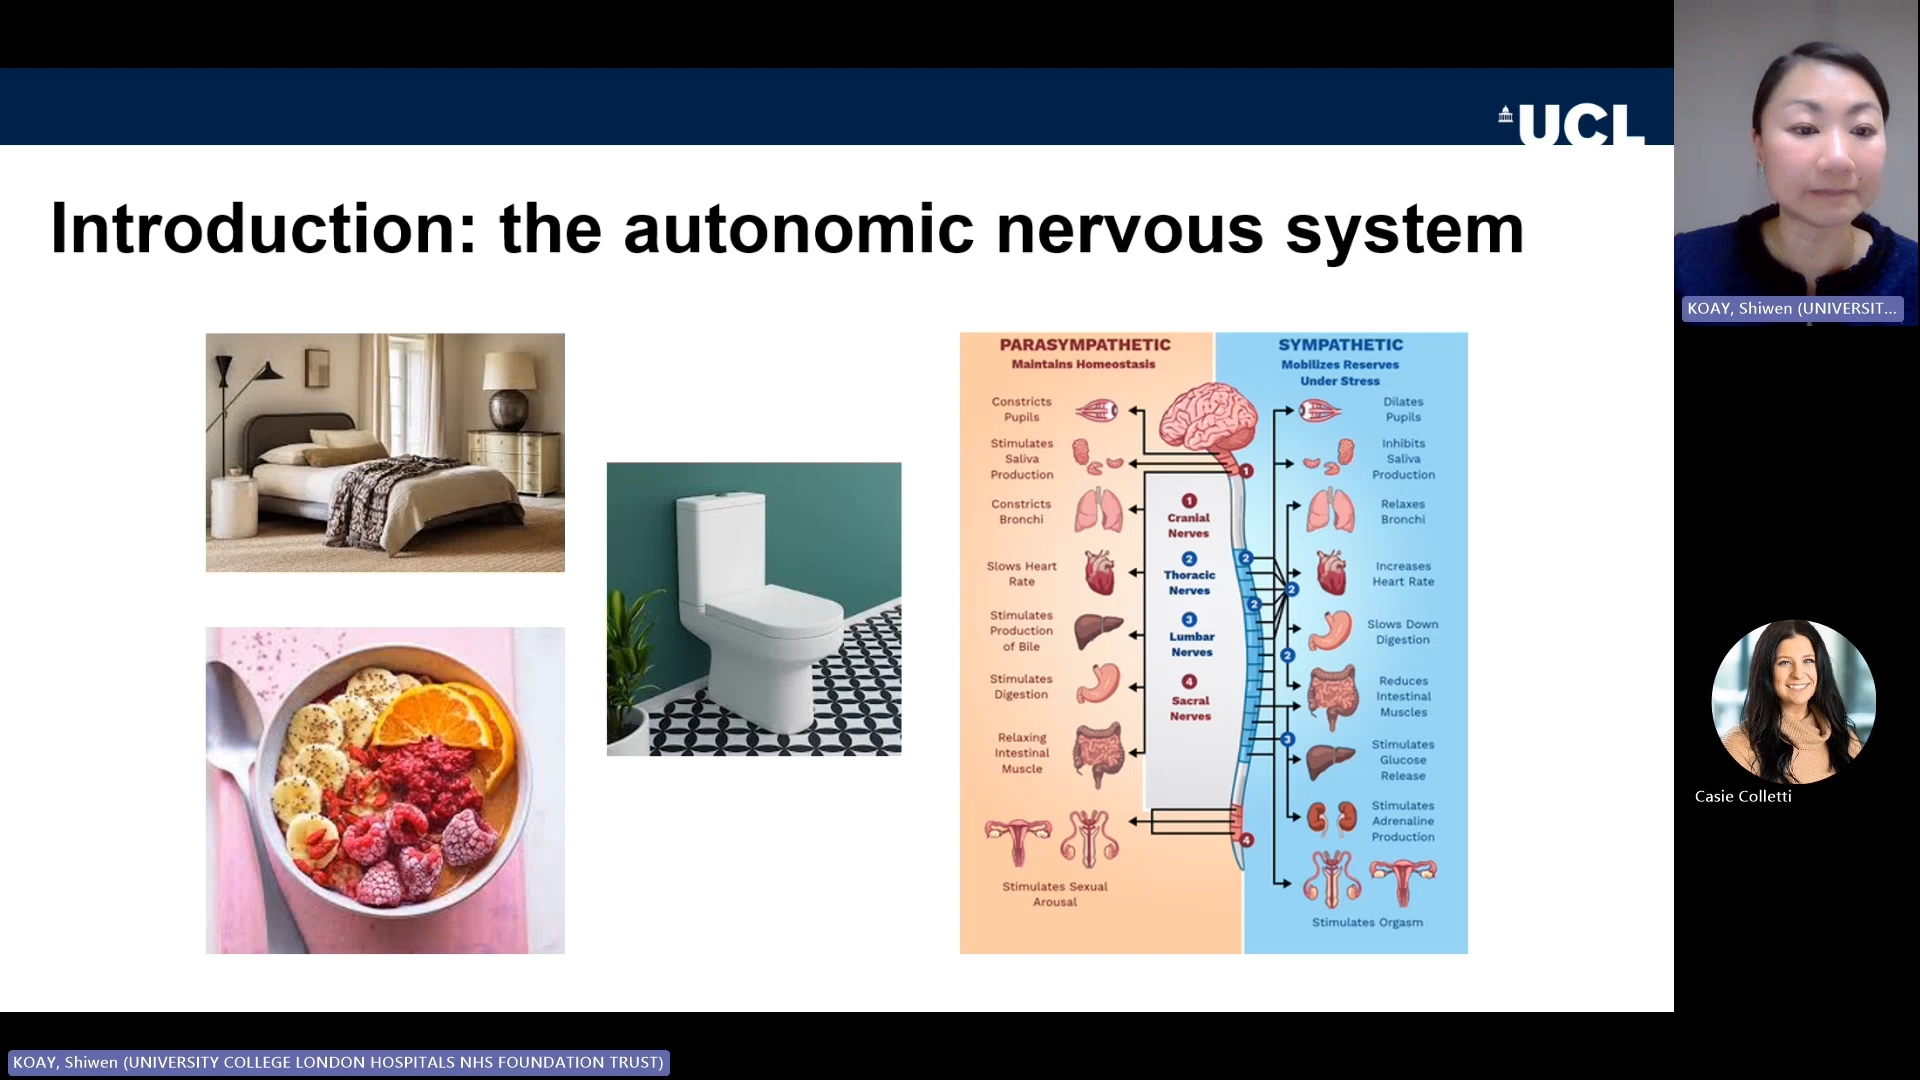 UCL
Introduction: the autonomic nervous system
PARASYMPATHETIC
Maintains Homeostasis
Constricts
Pupils
Stimulates
Saliva
Production
Constricts
Bronchi
Slows Heart
Rate
Stimulates
Production
of Bile
Stimulates
Digestion
Relaxing
Intestinal
Muscle
Stimulates Sexual
Arousal
1
Cranial
Nerves
2
Thoracic
Nerves
3
Lumbar
Nerves
4
Sacral
Nerves
1
2
2
2
2
3
4
SYMPATHETIC
Mobilizes Reserves
Under Stress
Dilates
Pupils
Inhibits
Saliva
Production
Relaxes
Bronchi
Increases
Heart Rate
Slows Down
Digestion
Reduces
Intestinal
Muscles
Stimulates
Glucose
Release
Stimulates
Adrenaline
Production
Stimulates Orgasm
KOAY, Shiwen (UNIVERSIT...
Casie Colletti
KOAY, Shiwen (UNIVERSITY COLLEGE LONDON HOSPITALS NHS FOUNDATION TRUST)